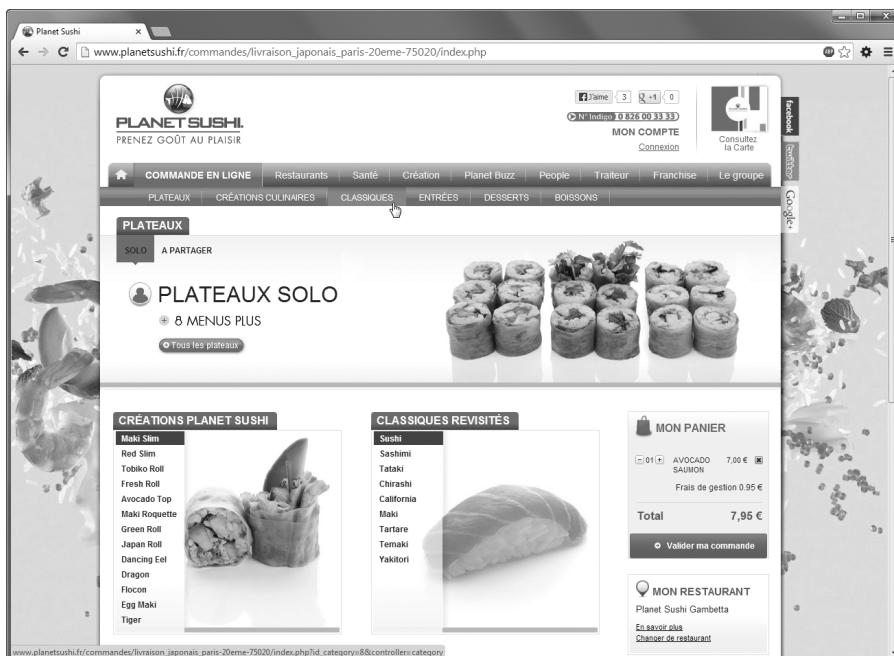 Planet Sushi
www.planetsushi.fr/commandes/livraison_japonais_paris-20eme-75020/index.php
ABP
PLANET SUSHI.
PRENEZ GOÛT AU PLAISIR
J'aime 3 +1 0
N° Indigo 0 826 00 33 33
MON COMPTE
Connexion
Consultez
la Carte
facebook
twitter
Google+
COMMANDE EN LIGNE Restaurants Santé Création Planet Buzz People Traiteur Franchise Le groupe
PLATEAUX CRÉATIONS CULINAIRES CLASSIQUES ENTRÉES DESSERTS BOISSONS
PLATEAUX
SOLO A PARTAGER
PLATEAUX SOLO
8 MENUS PLUS
Tous les plateaux
CRÉATIONS PLANET SUSHI
Maki Slim
Red Slim
Tobiko Roll
Fresh Roll
Avocado Top
Maki Roquette
Green Roll
Japan Roll
Dancing Eel
Dragon
Flocon
Egg Maki
Tiger
CLASSIQUES REVISITÉS
Sushi
Sashimi
Tataki
Chirashi
California
Maki
Tartare
Temaki
Yakitori
MON PANIER
01 AVOCADO 7,00 €
SAUMON
Frais de gestion 0.95 €
Total 7,95 €
Valider ma commande
MON RESTAURANT
Planet Sushi Gambetta
En savoir plus
Changer de restaurant
www.planetsushi.fr/commandes/livraison_japonais_paris-20eme-75020/index.php?id_category=8&controller=category